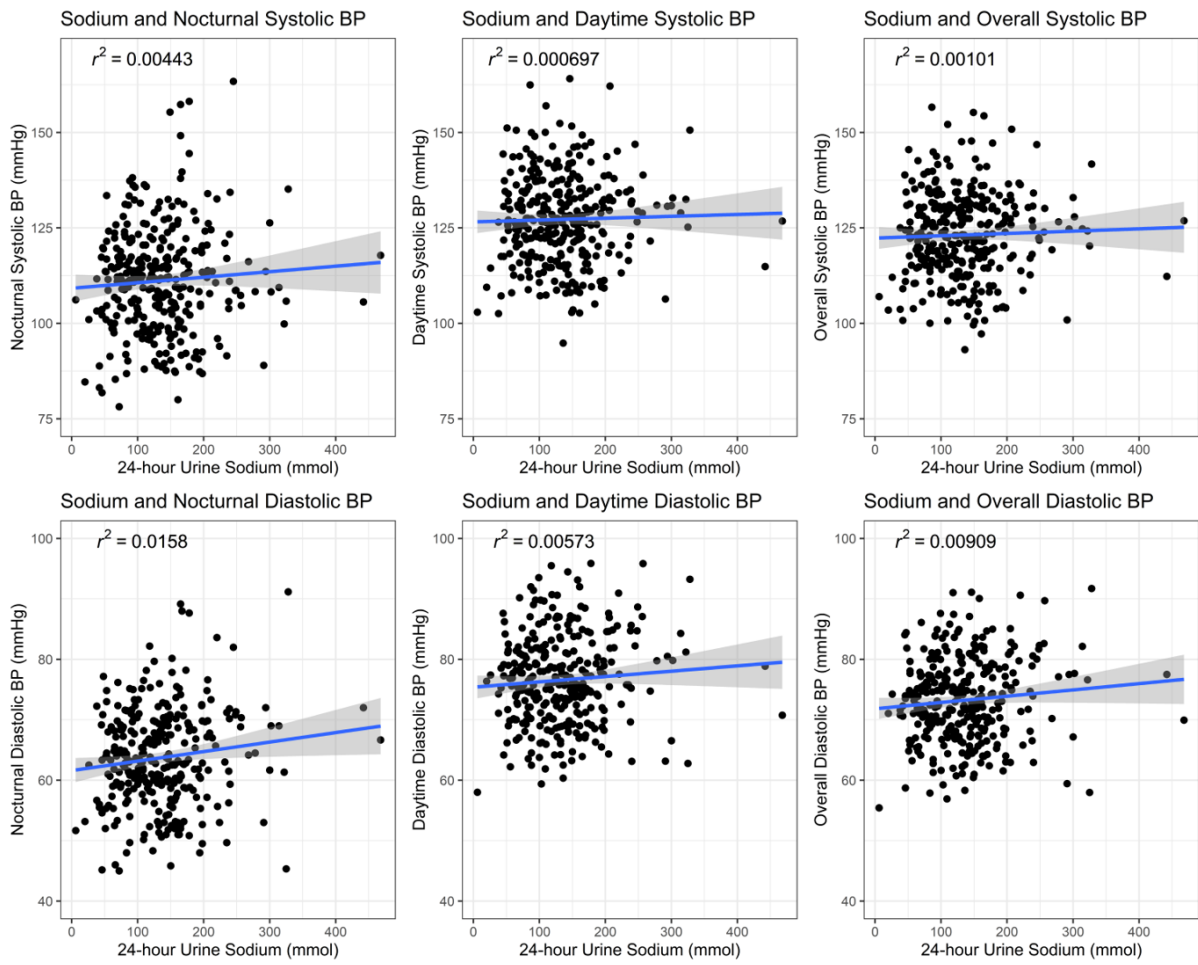 Sodium and Nocturnal Systolic BP
r² = 0.00443
150
125
100
75
Nocturnal Systolic BP (mmHg)
0 100 200 300 400
24-hour Urine Sodium (mmol)
Sodium and Daytime Systolic BP
r² = 0.000697
150
125
100
75
Daytime Systolic BP (mmHg)
0 100 200 300 400
24-hour Urine Sodium (mmol)
Sodium and Overall Systolic BP
r² = 0.00101
150
125
100
75
Overall Systolic BP (mmHg)
0 100 200 300 400
24-hour Urine Sodium (mmol)
Sodium and Nocturnal Diastolic BP
r² = 0.0158
100
80
60
40
Nocturnal Diastolic BP (mmHg)
0 100 200 300 400
24-hour Urine Sodium (mmol)
Sodium and Daytime Diastolic BP
r² = 0.00573
100
80
60
40
Daytime Diastolic BP (mmHg)
0 100 200 300 400
24-hour Urine Sodium (mmol)
Sodium and Overall Diastolic BP
r² = 0.00909
100
80
60
40
Overall Diastolic BP (mmHg)
0 100 200 300 400
24-hour Urine Sodium (mmol)